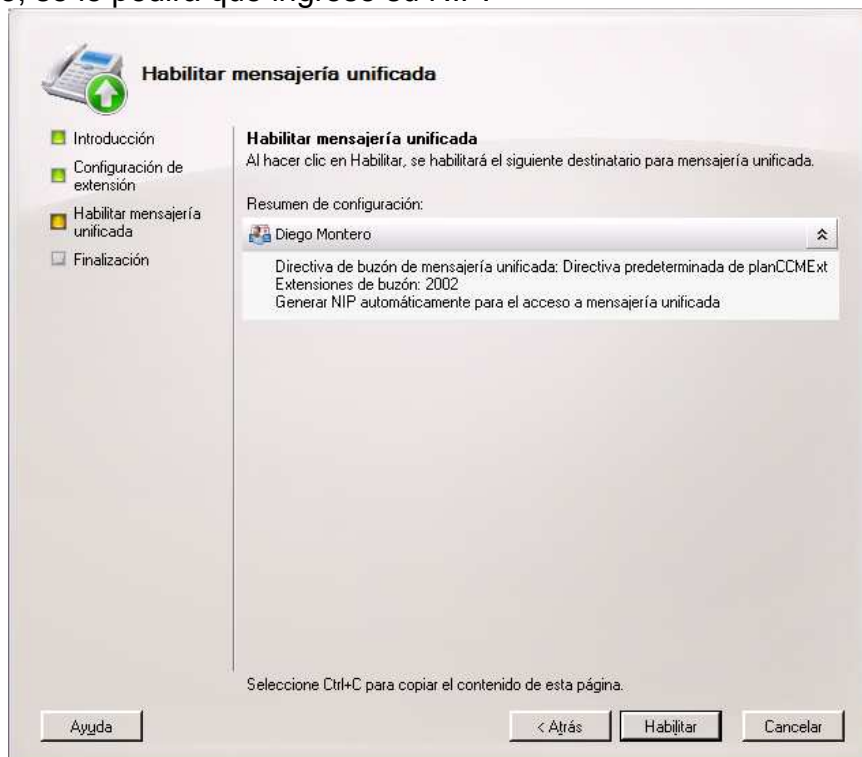 Habilitar mensajería unificada
Introducción
Configuración de
extensión
Habilitar mensajería
unificada
Finalización
Habilitar mensajería unificada
Al hacer clic en Habilitar, se habilitará el siguiente destinatario para mensajería unificada.
Resumen de configuración:
Diego Montero
Directiva de buzón de mensajería unificada: Directiva predeterminada de planCCMExt
Extensiones de buzón: 2002
Generar NIP automáticamente para el acceso a mensajería unificada
Seleccione Ctrl+C para copiar el contenido de esta página.
Ayuda
< Atrás
Habilitar
Cancelar